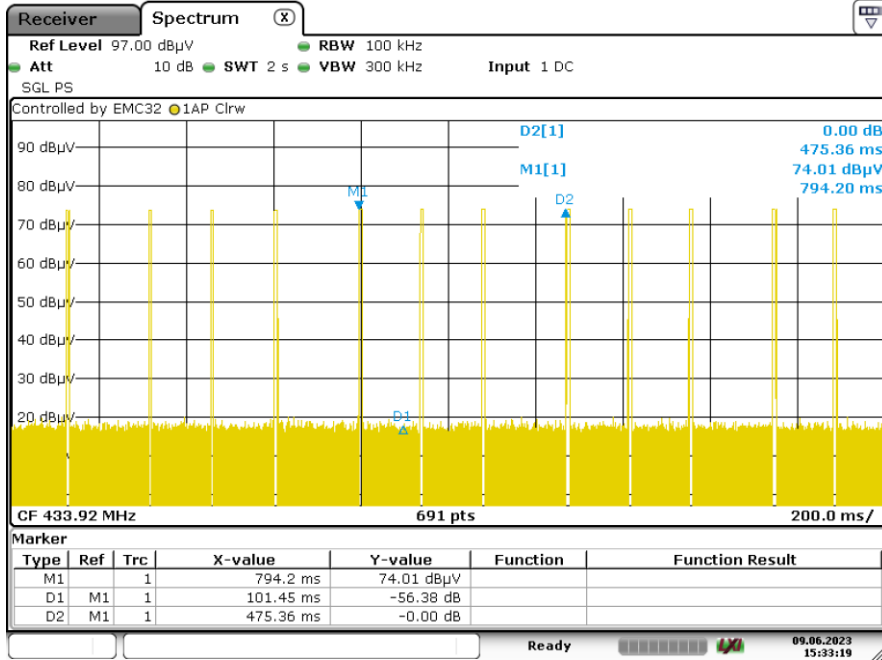 Receiver Spectrum X
Ref Level 97.00 dBµV RBW 100 kHz
Att 10 dB SWT 2 s VBW 300 kHz Input 1 DC
SGL PS
Controlled by EMC32 1AP Clrw
D2[1] 0.00 dB
475.36 ms
M1[1] 74.01 dBµV
794.20 ms
90 dBµV
80 dBµV
M1
D2
70 dBµV
60 dBµV
50 dBµV
40 dBµV
30 dBµV
20 dBµV
D1
CF 433.92 MHz 691 pts 200.0 ms/
Marker
Type Ref Trc X-value Y-value Function Function Result
M1 1 794.2 ms 74.01 dBµV
D1 M1 1 101.45 ms -56.38 dB
D2 M1 1 475.36 ms -0.00 dB
Ready LXI 09.06.2023
15:33:19